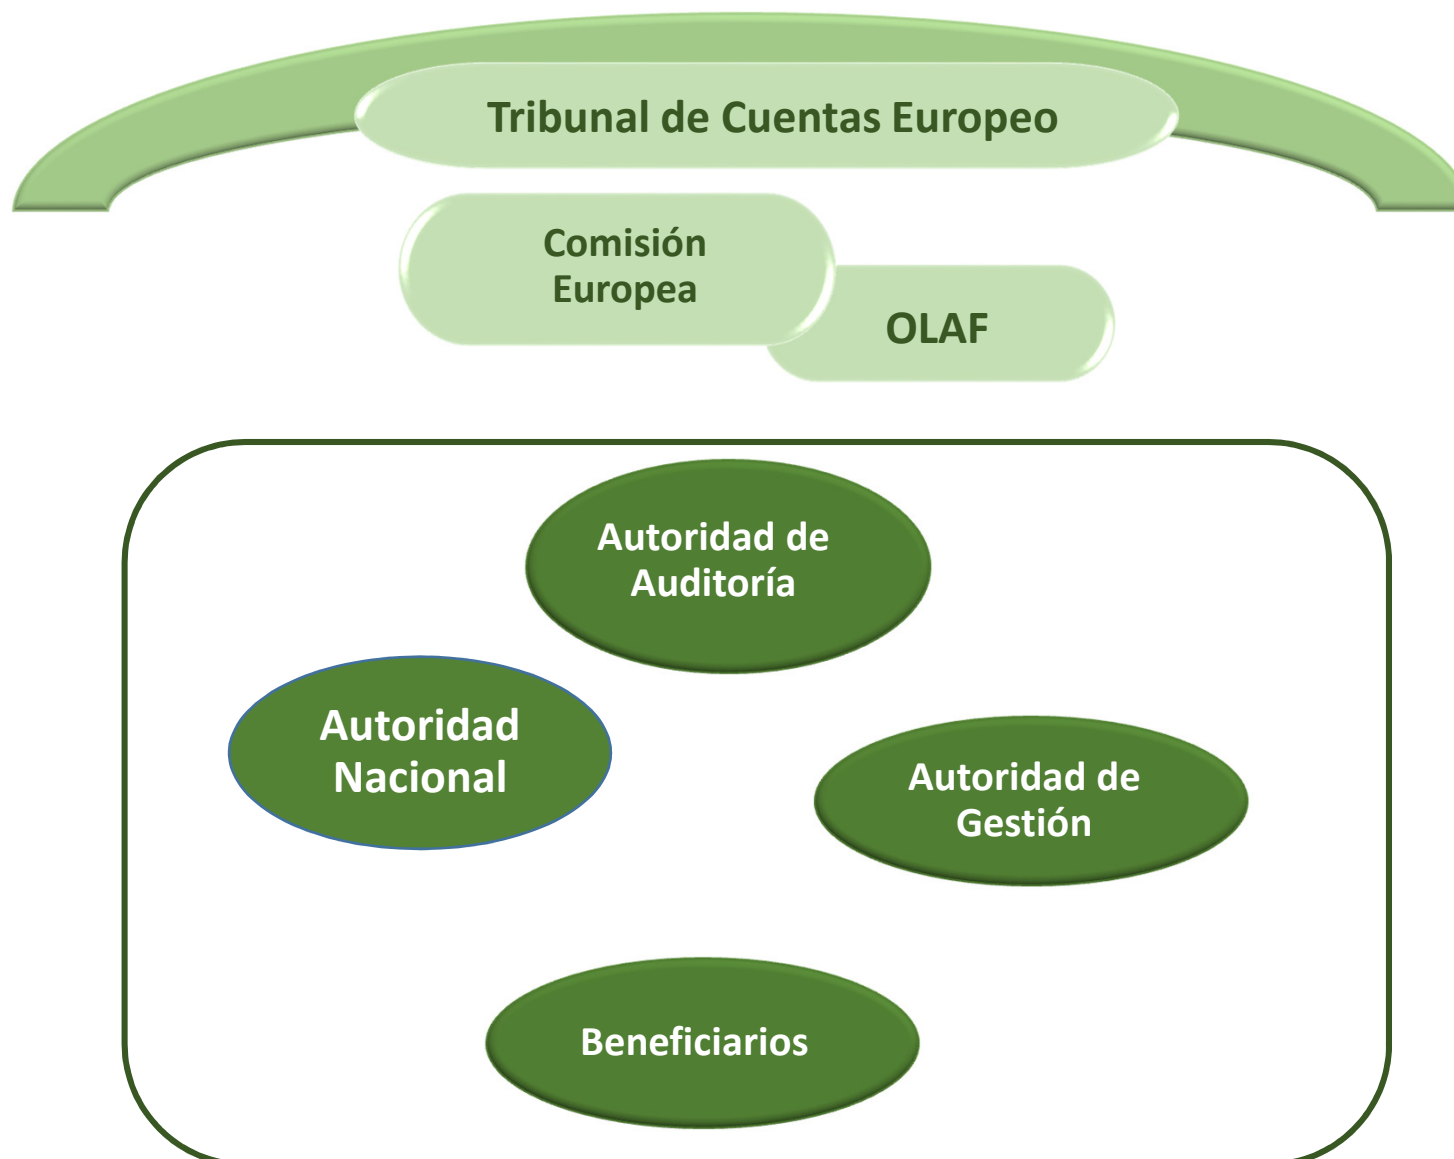 Tribunal de Cuentas Europeo
Comisión
Europea
OLAF
Autoridad de
Auditoría
Autoridad
Nacional
Autoridad de
Gestión
Beneficiarios